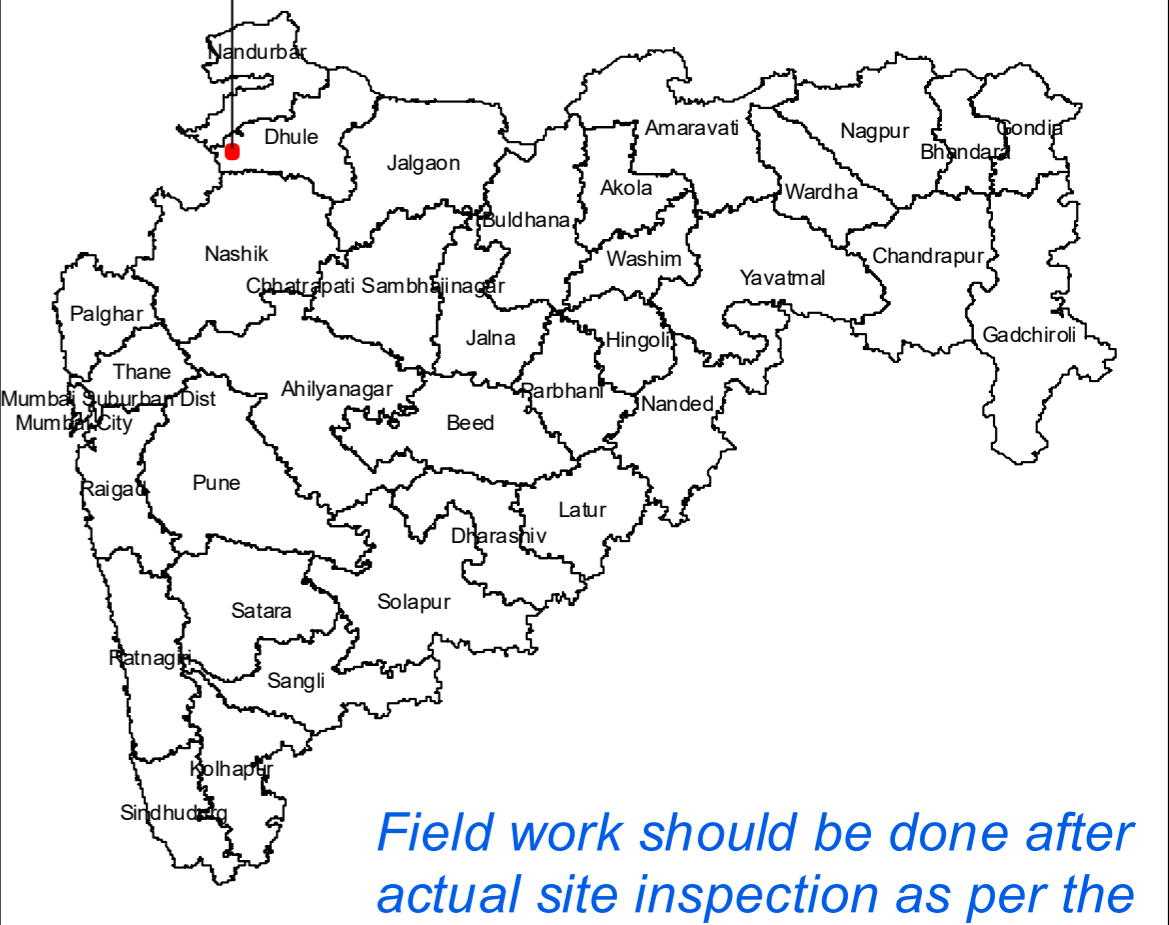 Nandurbar
Dhule
Jalgaon
Amaravati
Nagpur
Gondia
Bhandara
Akola
Wardha
Buldhana
Nashik
Washim
Chandrapur
Chhatrapati Sambhajinagar
Yavatmal
Palghar
Jalna
Hingoli
Gadchiroli
Thane
Ahilyanagar
Parbhani
Mumbai Suburban Dist
Nanded
Mumbai City
Beed
Raigad
Pune
Latur
Dharashiv
Satara
Solapur
Ratnagiri
Sangli
Kolhapur
Sindhudurg
Field work should be done after
actual site inspection as per the